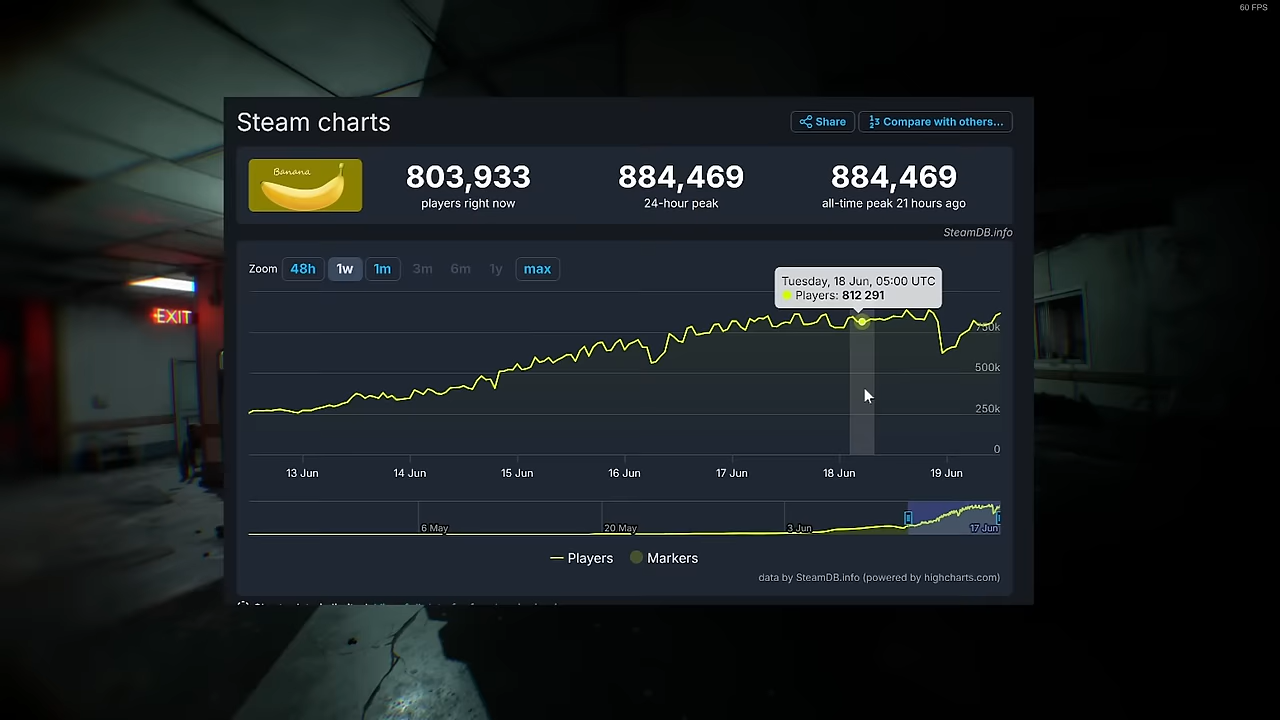 60 FPS
EXIT
Steam charts
Share
Compare with others...
Banana
803,933
players right now
884,469
24-hour peak
884,469
all-time peak 21 hours ago
SteamDB.info
Zoom 48h 1w 1m 3m 6m 1y max
Tuesday, 18 Jun, 05:00 UTC
Players: 812 291
750k
500k
250k
0
13 Jun 14 Jun 15 Jun 16 Jun 17 Jun 18 Jun 19 Jun
6 May 20 May 3 Jun 17 Jun
Players Markers
data by SteamDB.info (powered by highcharts.com)